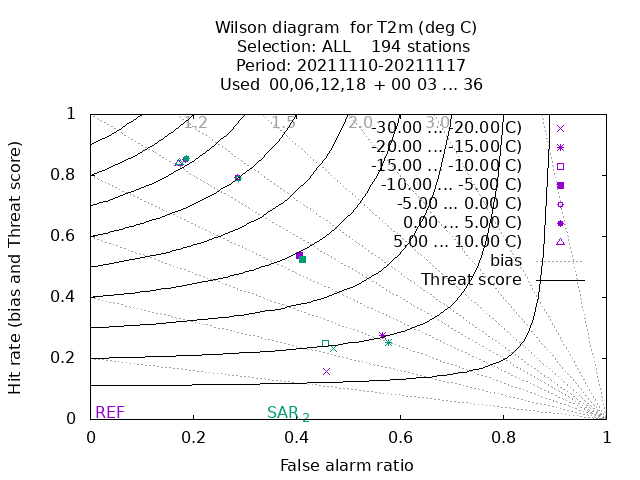 Wilson diagram  for T2m (deg C)
Selection: ALL    194 stations
Period: 20211110-20211117
Used  00,06,12,18  + 00 03 ... 36
1
0.8
0.6
0.4
0.2
0
Hit rate (bias and Threat score)
1.2
1.5
2.0
3.0
-30.00 ... -20.00 C)
-20.00 ... -15.00 C)
-15.00 ... -10.00 C)
-10.00 ... -5.00 C)
-5.00 ... 0.00 C)
0.00 ... 5.00 C)
5.00 ... 10.00 C)
bias
Threat score
REF
SAR 2
0
0.2
0.4
0.6
0.8
1
False alarm ratio